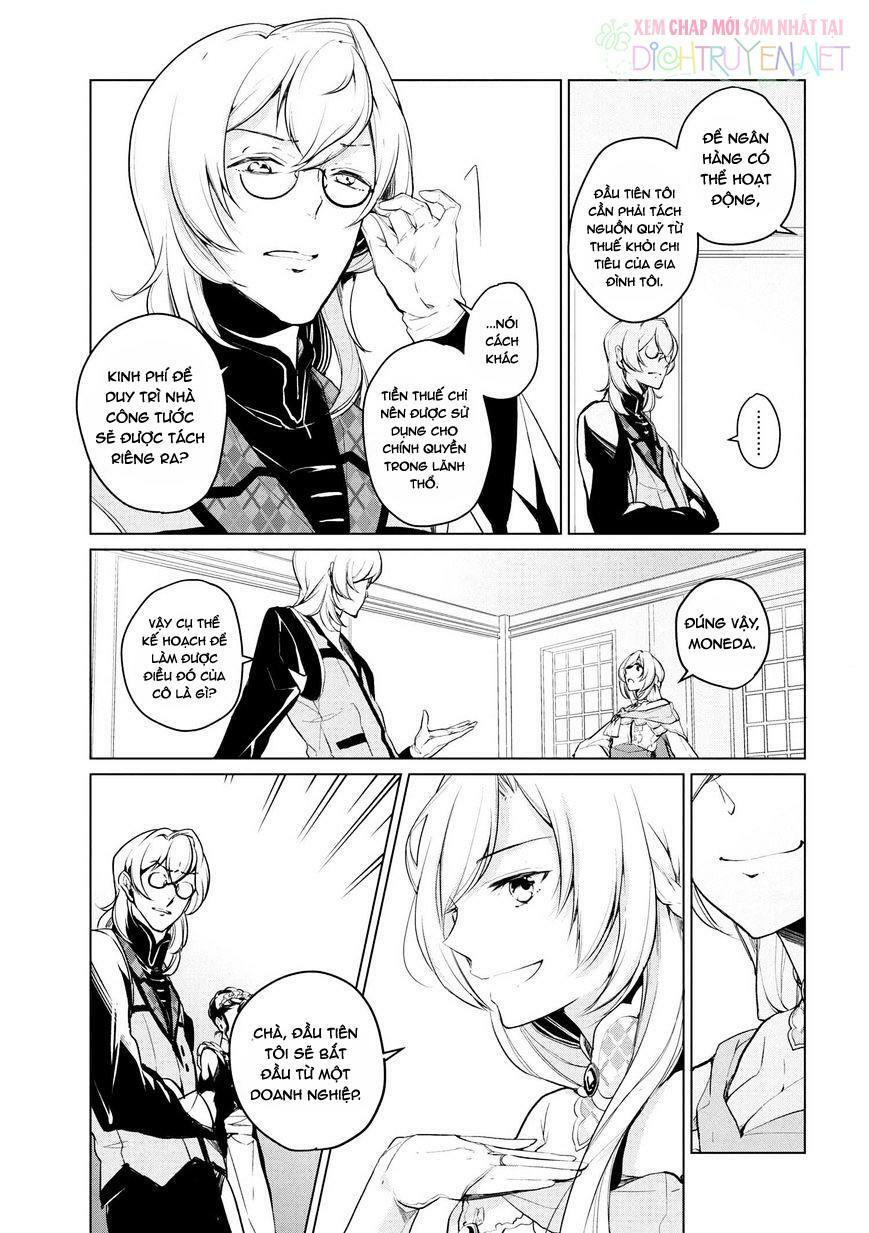 XEM CHAP MỚI SỚM NHẤT TẠI
DICHTRUYEN.NET
ĐỂ NGÂN
HÀNG CÓ
THỂ HOẠT
ĐỘNG,
ĐẦU TIÊN TÔI
CẦN PHẢI TÁCH
NGUỒN QUỸ TỪ
THUẾ KHỎI CHI
TIÊU CỦA GIA
ĐÌNH TÔI.
........
...NÓI
CÁCH
KHÁC
TIỀN THUẾ CHỈ
NÊN ĐƯỢC SỬ
DỤNG CHO
CHÍNH QUYỀN
TRONG LÃNH
THỔ.
KINH PHÍ ĐỂ
DUY TRÌ NHÀ
CÔNG TƯỚC
SẼ ĐƯỢC TÁCH
RIÊNG RA?
ĐÚNG VẬY,
MONEDA.
VẬY CỤ THỂ
KẾ HOẠCH ĐỂ
LÀM ĐƯỢC
ĐIỀU ĐÓ CỦA
CÔ LÀ GÌ?
CHÀ, ĐẦU TIÊN
TÔI SẼ BẮT
ĐẦU TỪ MỘT
DOANH NGHIỆP.